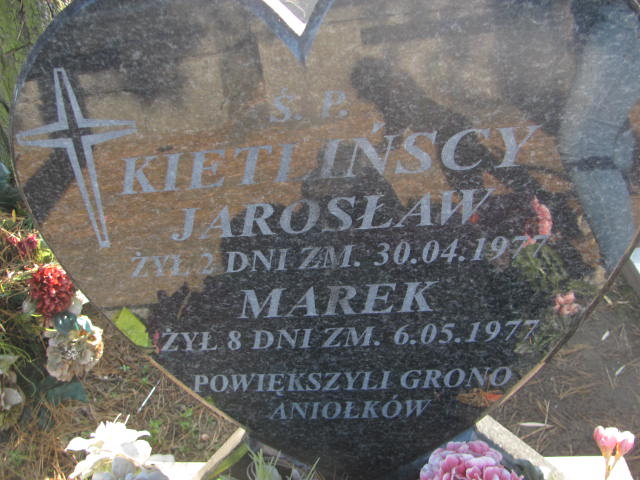 Ś. P.
KIETLIŃSCY
JAROSŁAW
ŻYŁ 2 DNI ZM. 30.04.1977
MAREK
ŻYŁ 8 DNI ZM. 6.05.1977
POWIĘKSZYLI GRONO
ANIOŁKÓW